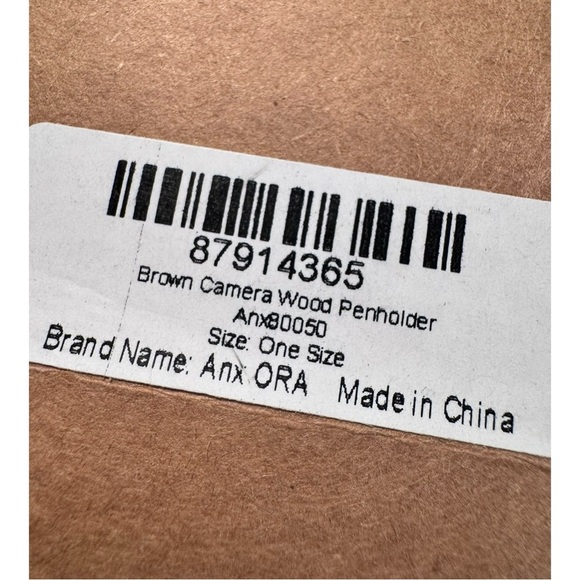 87914365
Brown Camera Wood Penholder
Anx80050
Size: One Size
Brand Name: Anx ORA Made in China